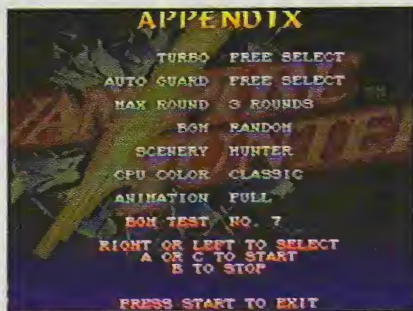 APPENDIX
TURBO FREE SELECT
AUTO GUARD FREE SELECT
MAX ROUND 3 ROUNDS
BGM RANDOM
SCENERY HUNTER
CPU COLOR CLASSIC
ANIMATION FULL
BGM TEST NO. 7
RIGHT OR LEFT TO SELECT
A OR C TO START
B TO STOP
PRESS START TO EXIT